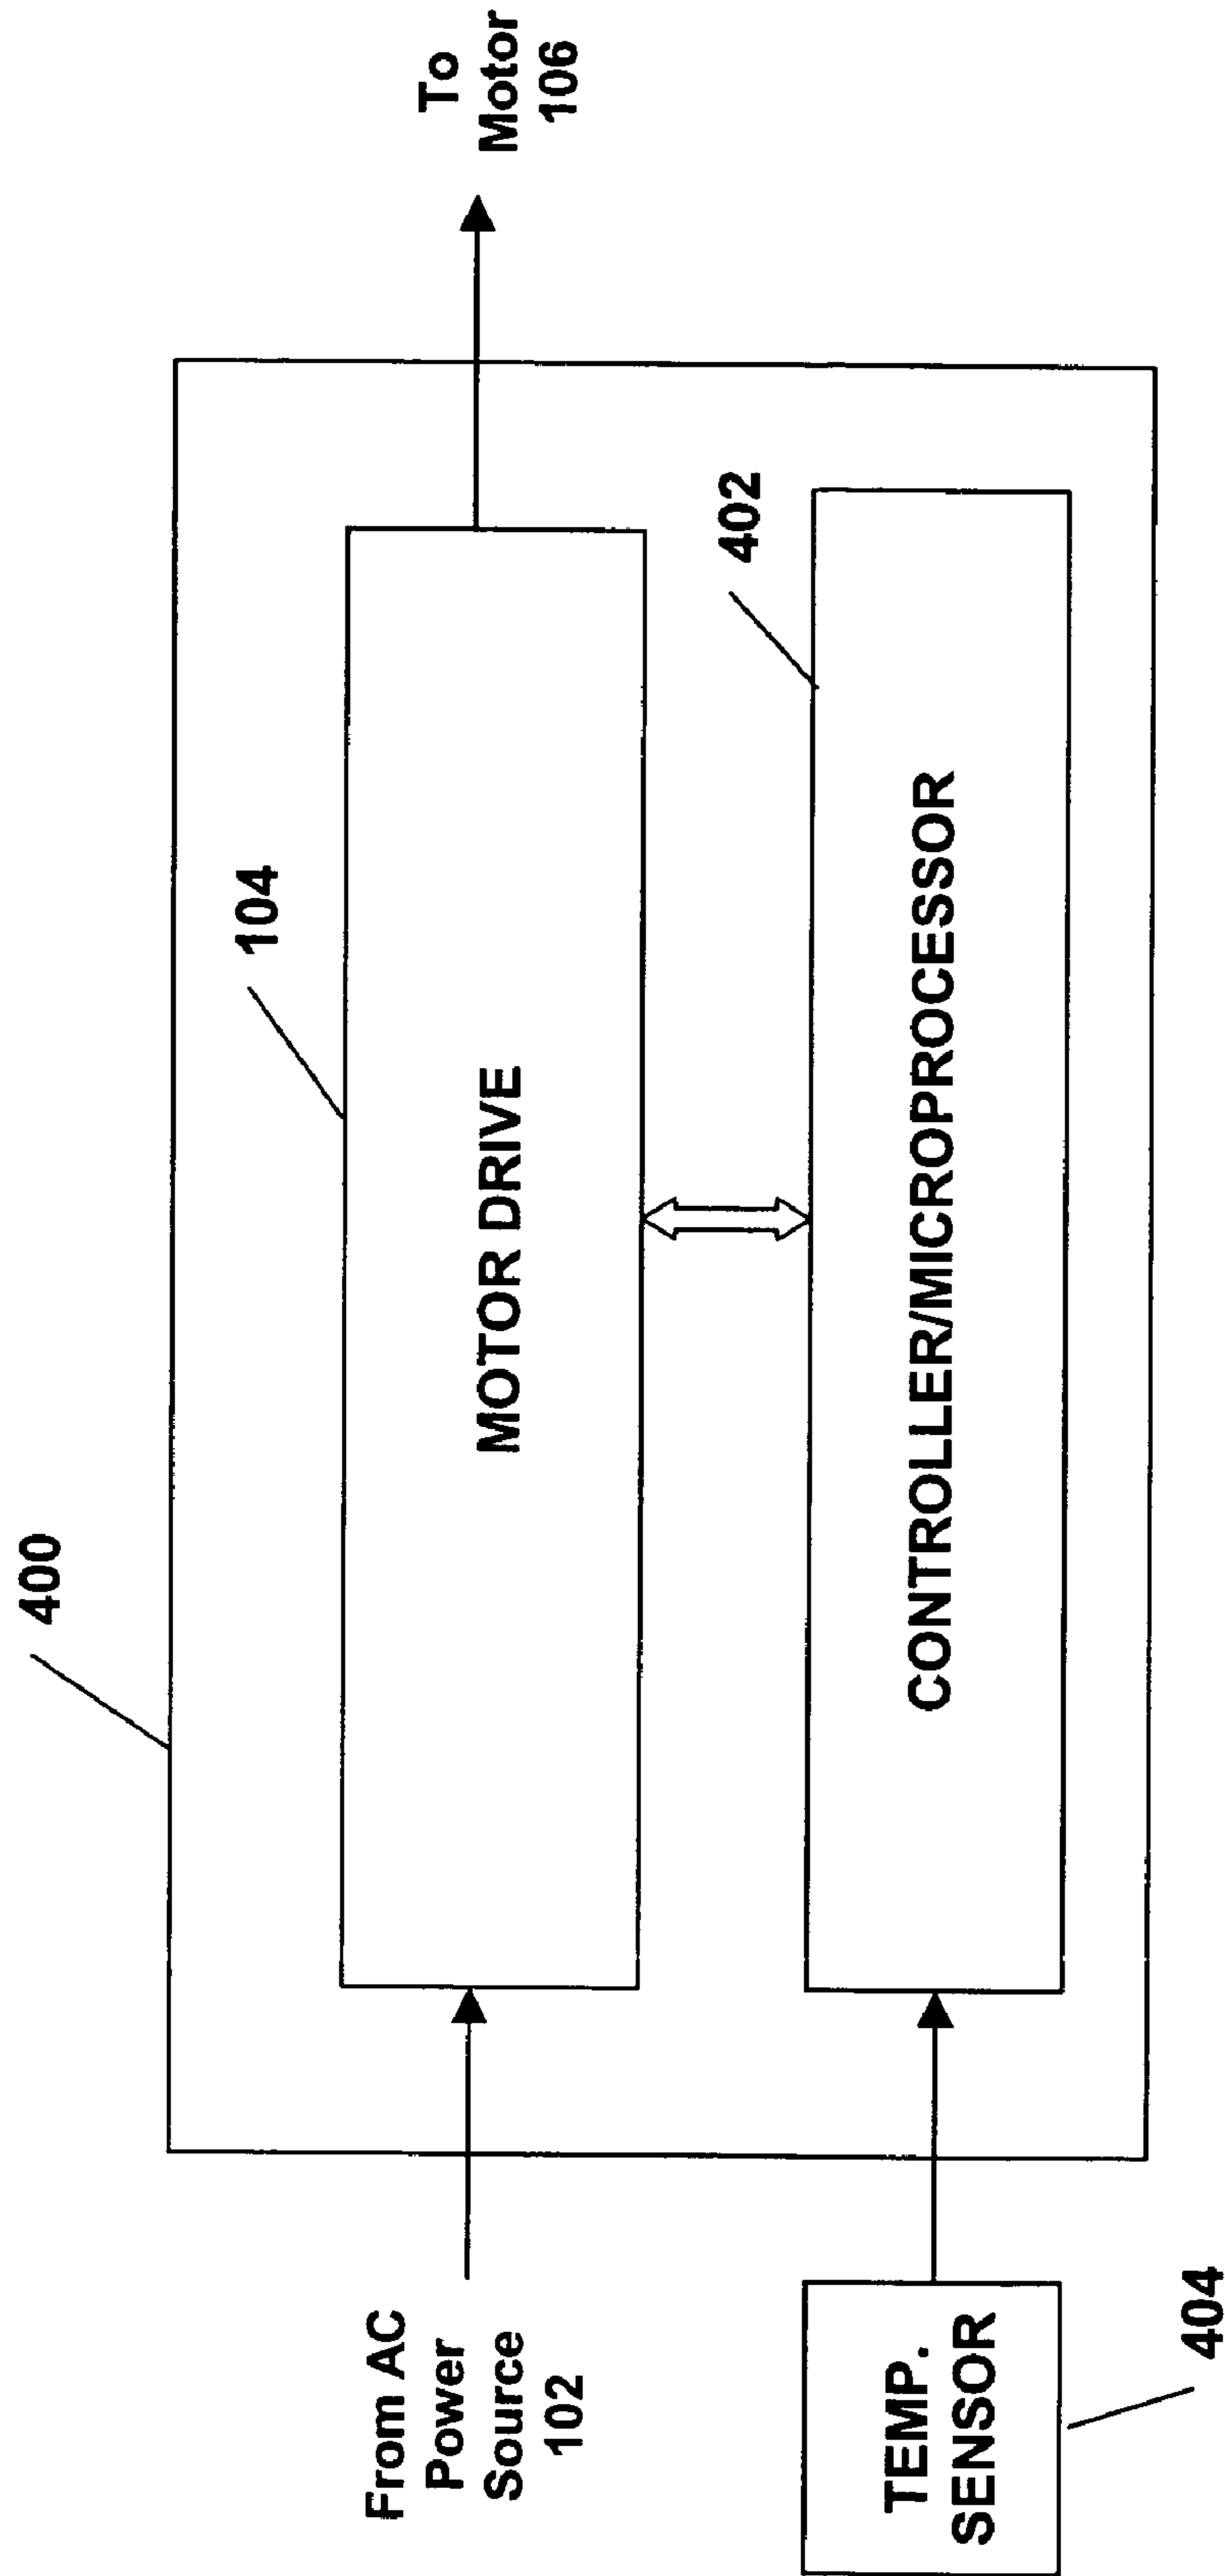 400
104
MOTOR DRIVE
To
Motor
106
From AC
Power
Source
102
402
CONTROLLER/MICROPROCESSOR
TEMP.
SENSOR
404